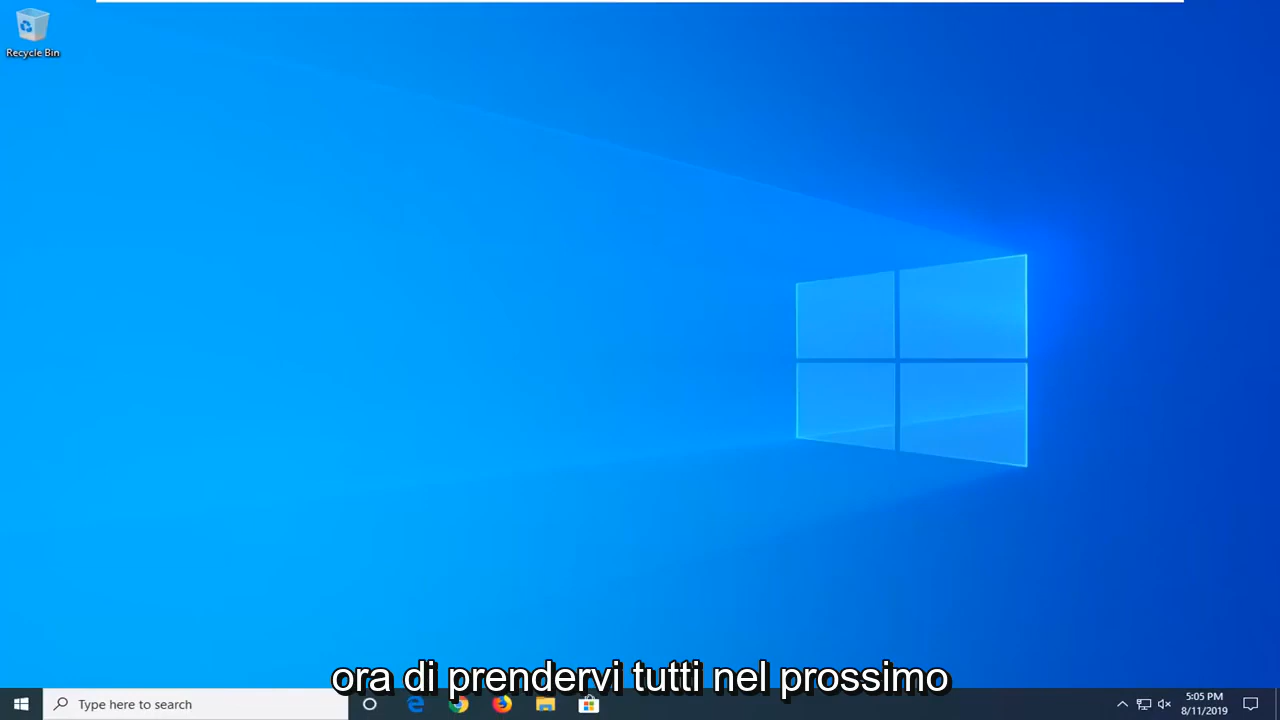 Recycle Bin
ora di prendervi tutti nel prossimo
Type here to search
5:05 PM
8/11/2019